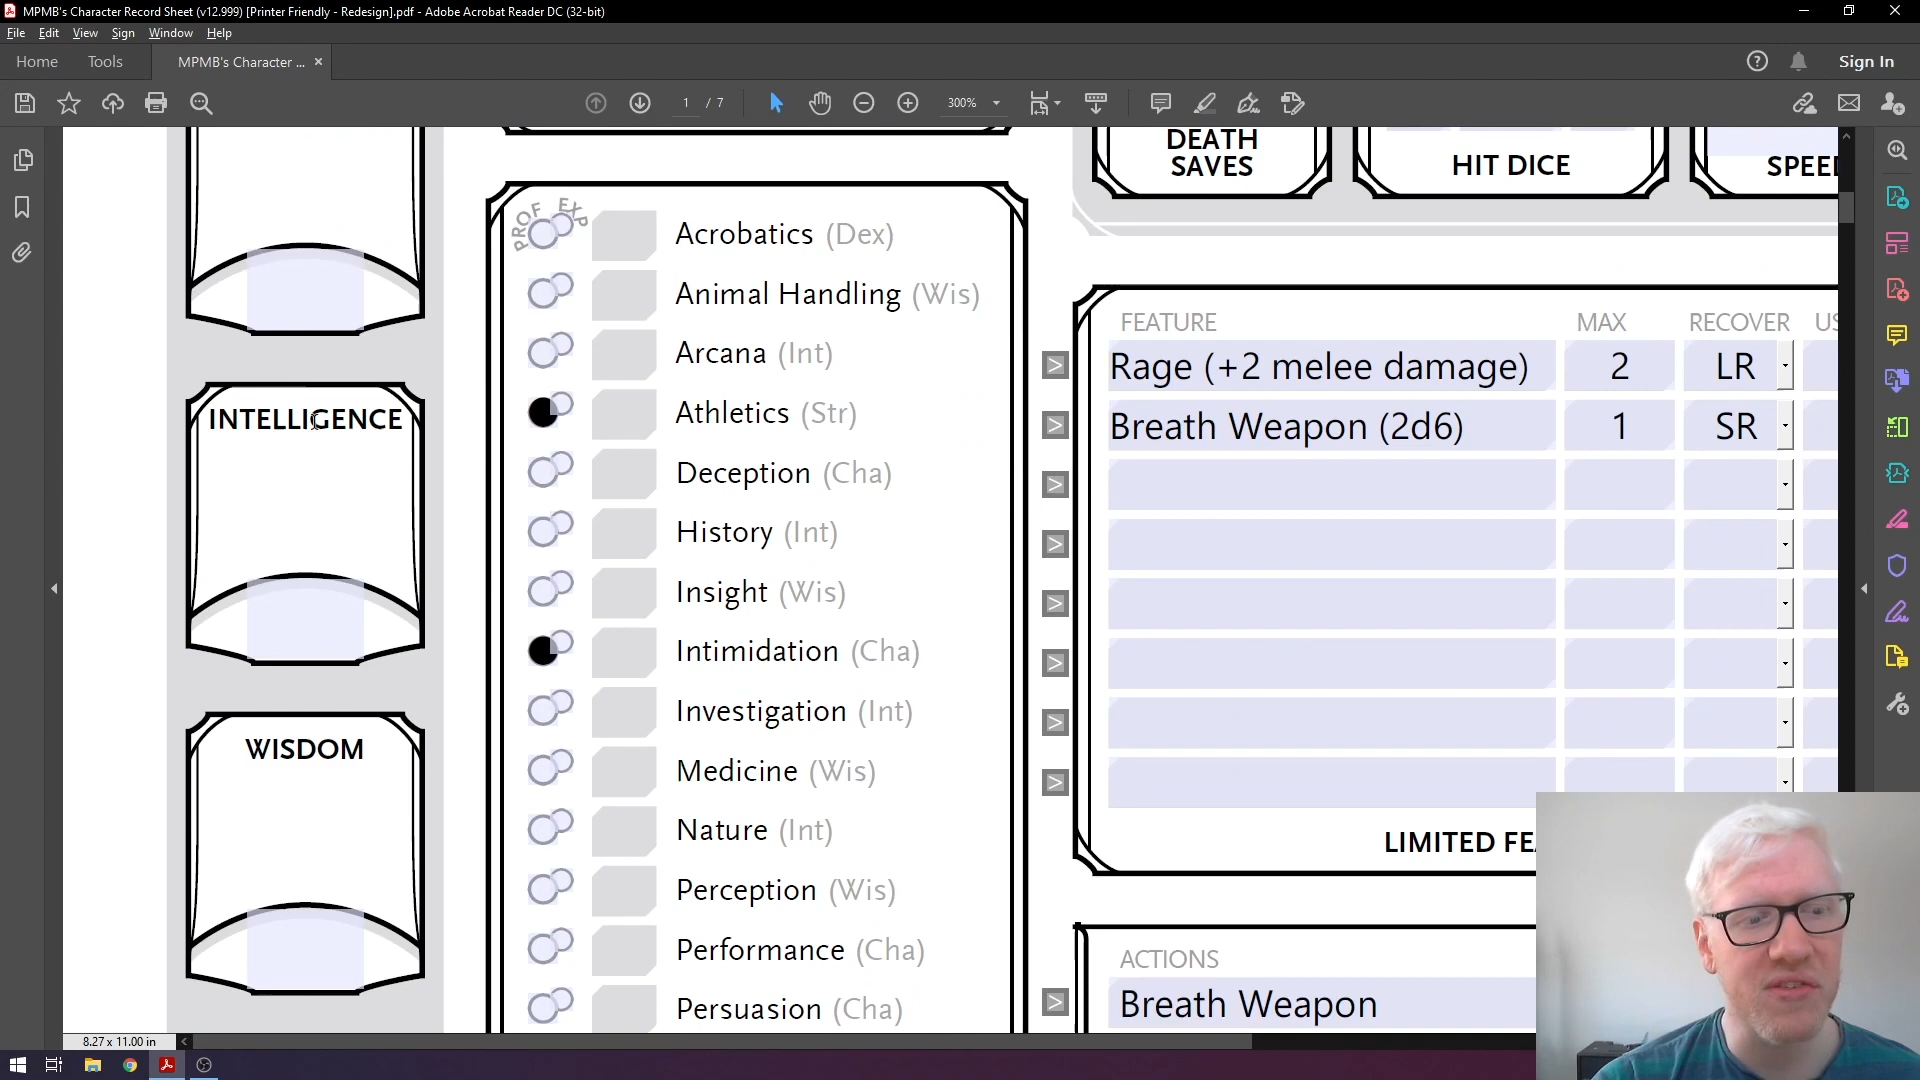 MPMB's Character Record Sheet (v12.999) [Printer Friendly - Redesign].pdf - Adobe Acrobat Reader DC (32-bit)
File Edit View Sign Window Help
Home Tools MPMB's Character ... × Sign In
1 / 7 300%
DEATH SAVES
HIT DICE
SPEED
PROF EXP
Acrobatics (Dex)
Animal Handling (Wis)
Arcana (Int)
Athletics (Str)
Deception (Cha)
History (Int)
Insight (Wis)
Intimidation (Cha)
Investigation (Int)
Medicine (Wis)
Nature (Int)
Perception (Wis)
Performance (Cha)
Persuasion (Cha)
INTELLIGENCE
WISDOM
FEATURE MAX RECOVER US
Rage (+2 melee damage) 2 LR
Breath Weapon (2d6) 1 SR
LIMITED FE
ACTIONS
Breath Weapon
8.27 x 11.00 in